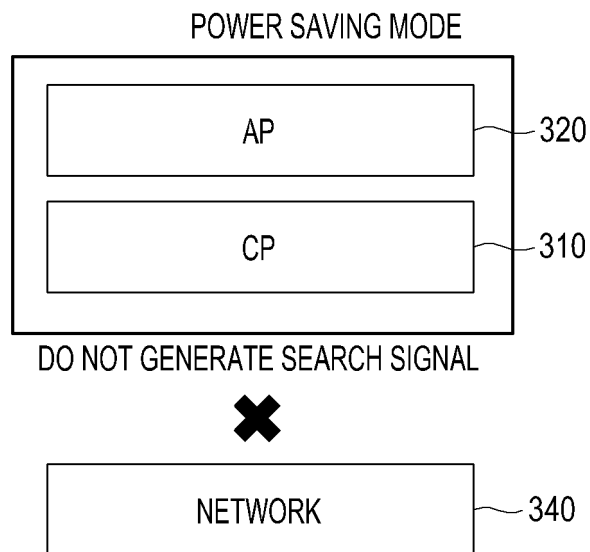 POWER SAVING MODE
AP
320
CP
310
DO NOT GENERATE SEARCH SIGNAL
NETWORK
340